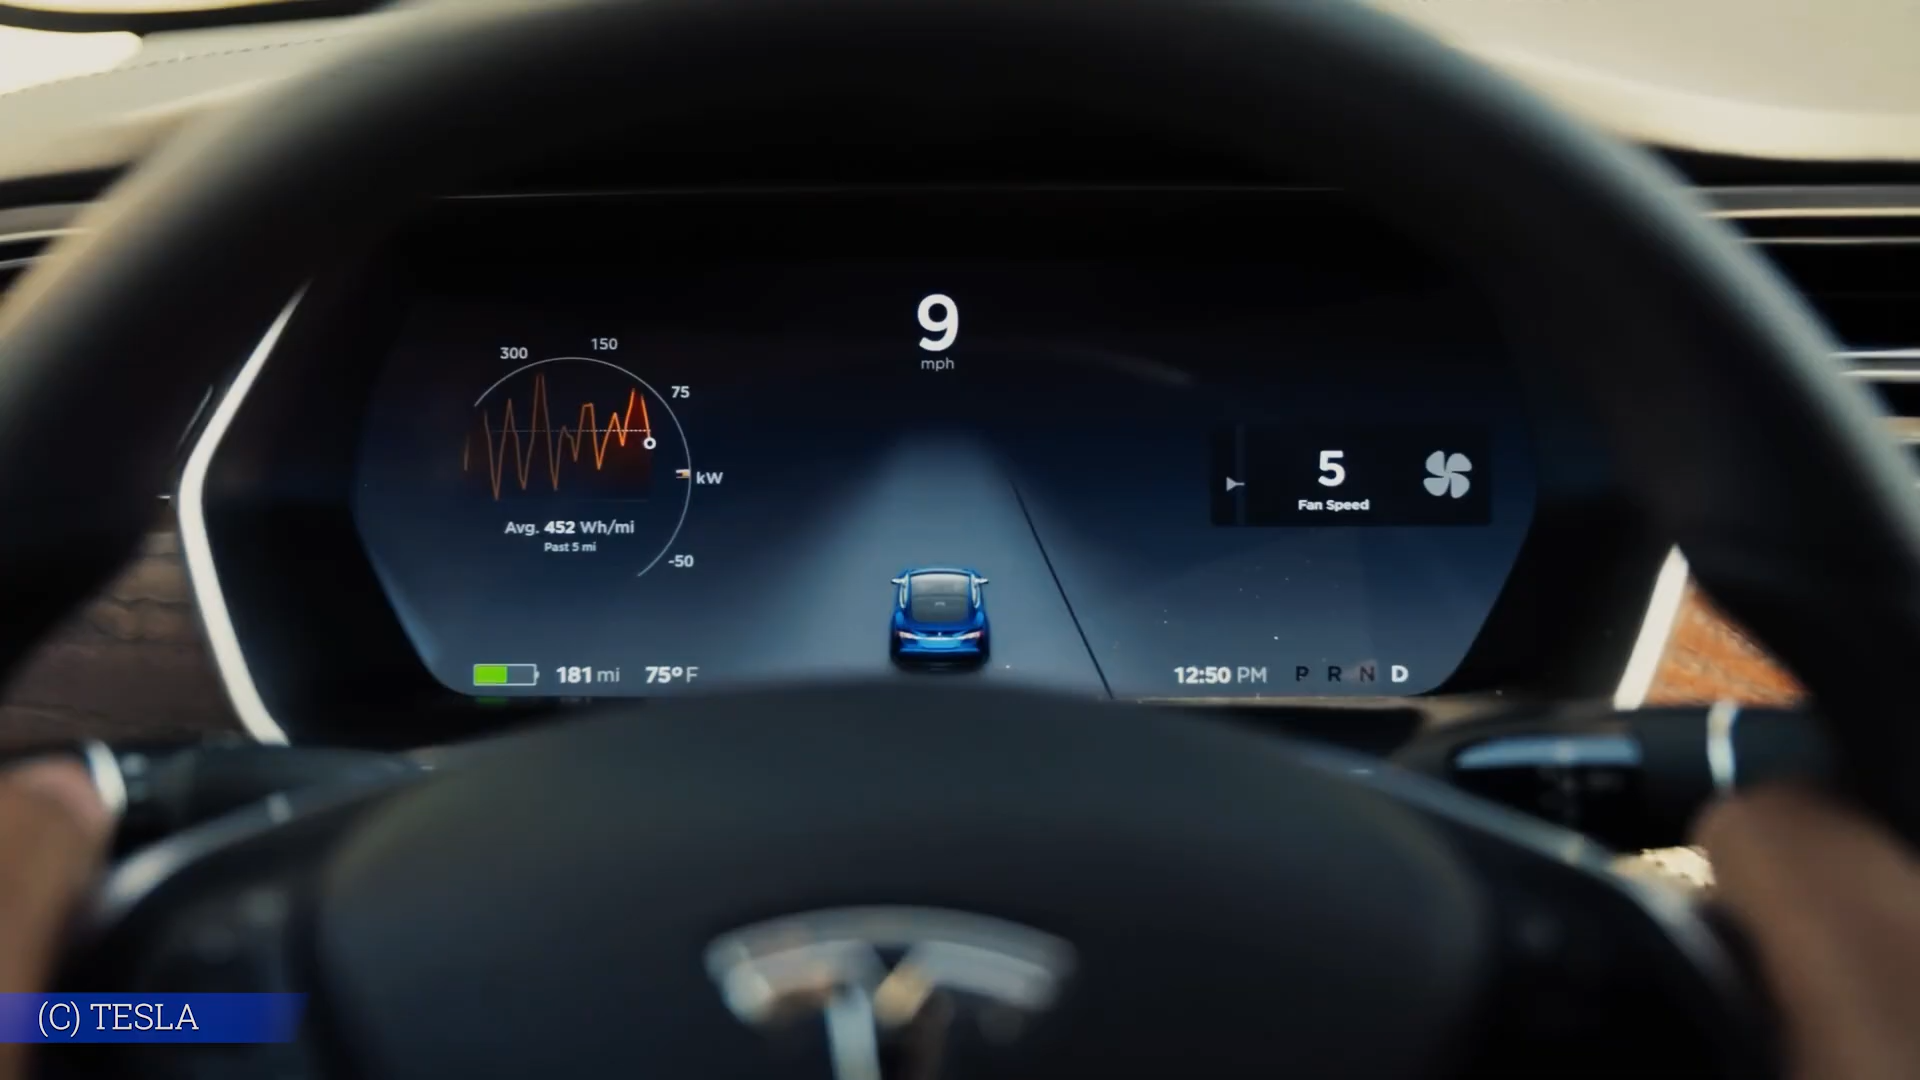 9
mph
300
150
75
kW
-50
Avg. 452 Wh/mi
Past 5 mi
5
Fan Speed
181 mi
75° F
12:50 PM
P R N D
(C) TESLA